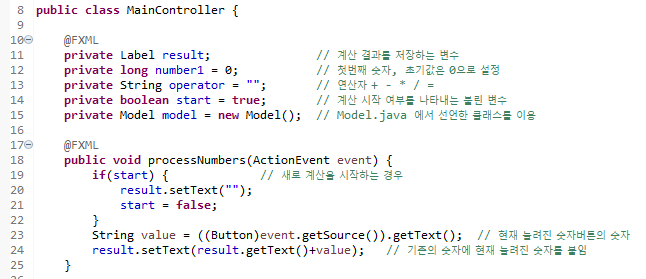 8 public class MainController {
9
10 @FXML
11 private Label result; // 계산 결과를 저장하는 변수
12 private long number1 = 0; // 첫번째 숫자, 초기값은 0으로 설정
13 private String operator = ""; // 연산자 + - * / =
14 private boolean start = true; // 계산 시작 여부를 나타내는 불린 변수
15 private Model model = new Model(); // Model.java 에서 선언한 클래스를 이용
16
17 @FXML
18 public void processNumbers(ActionEvent event) {
19 if(start) { // 새로 계산을 시작하는 경우
20 result.setText("");
21 start = false;
22 }
23 String value = ((Button)event.getSource()).getText(); // 현재 눌려진 숫자버튼의 숫자
24 result.setText(result.getText()+value); // 기존의 숫자에 현재 눌려진 숫자를 붙임
25 }